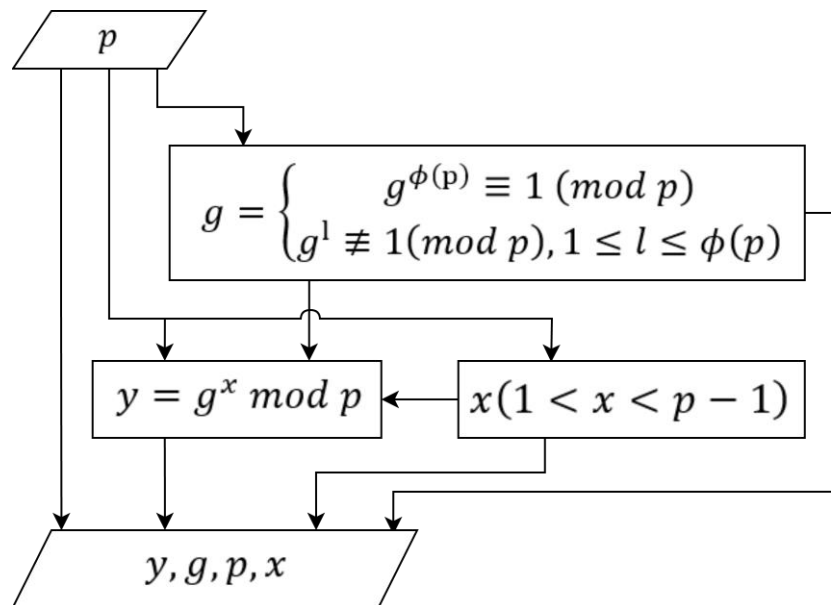 p
g = { g^{ϕ(p)} ≡ 1 (mod p)
g^l ≢ 1(mod p), 1 ≤ l ≤ ϕ(p)
y = g^x mod p
x(1 < x < p − 1)
y, g, p, x